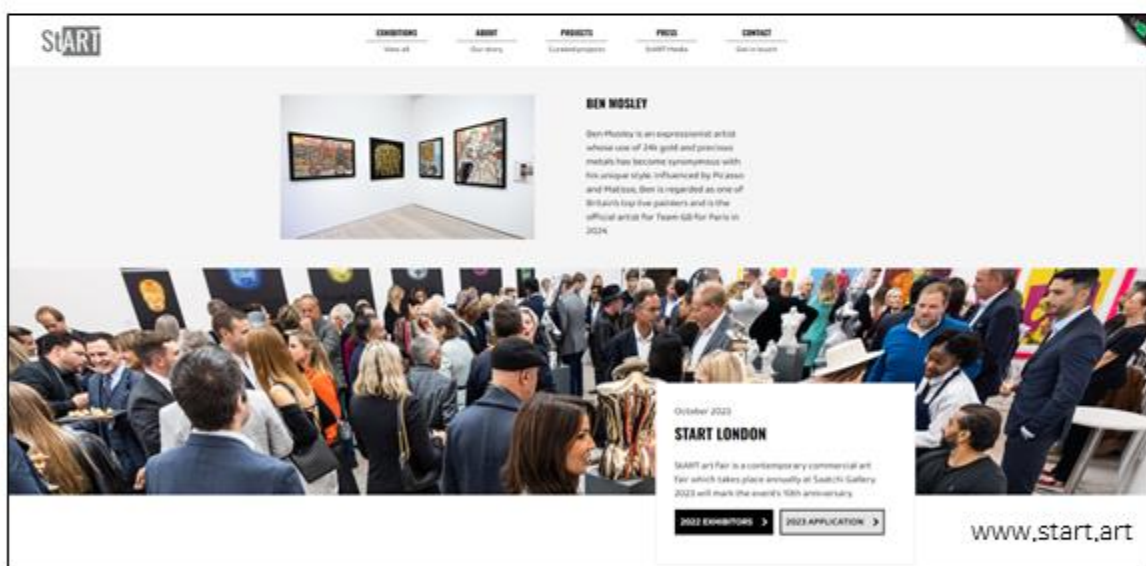 StART
EXHIBITIONS
ABOUT
PROJECTS
PRESS
CONTACT
View all
Our story
Curated projects
StART Media
Get in touch
BEN MOSLEY
Ben Mosley is an expressionist artist
whose use of 24k gold and precious
metals has become synonymous with
his unique style. Influenced by Picasso
and Matisse, Ben is regarded as one of
Britain's top live painters and is the
official artist for Team GB for Paris in
2024
October 2023
START LONDON
StART art fair is a contemporary commercial art
fair which takes place annually at Saatchi Gallery.
2023 will mark the event's 10th anniversary.
2022 EXHIBITORS >
2023 APPLICATION >
www.start.art